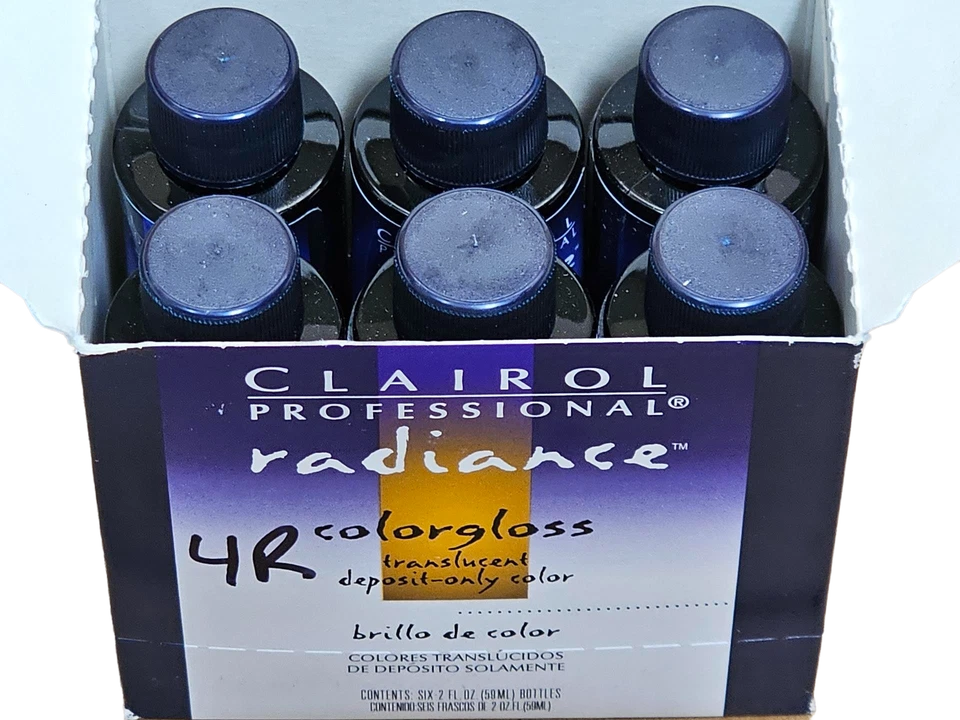 CLAIROL
PROFESSIONAL®
radiance™
4R
colorgloss
translucent
deposit-only color
brillo de color
COLORES TRANSLÚCIDOS
DE DEPÓSITO SOLAMENTE
CONTENTS: SIX 2 FL OZ (59ML) BOTTLES
CONTENIDO SEIS FRASCOS DE 2 OZ FL (59ML)